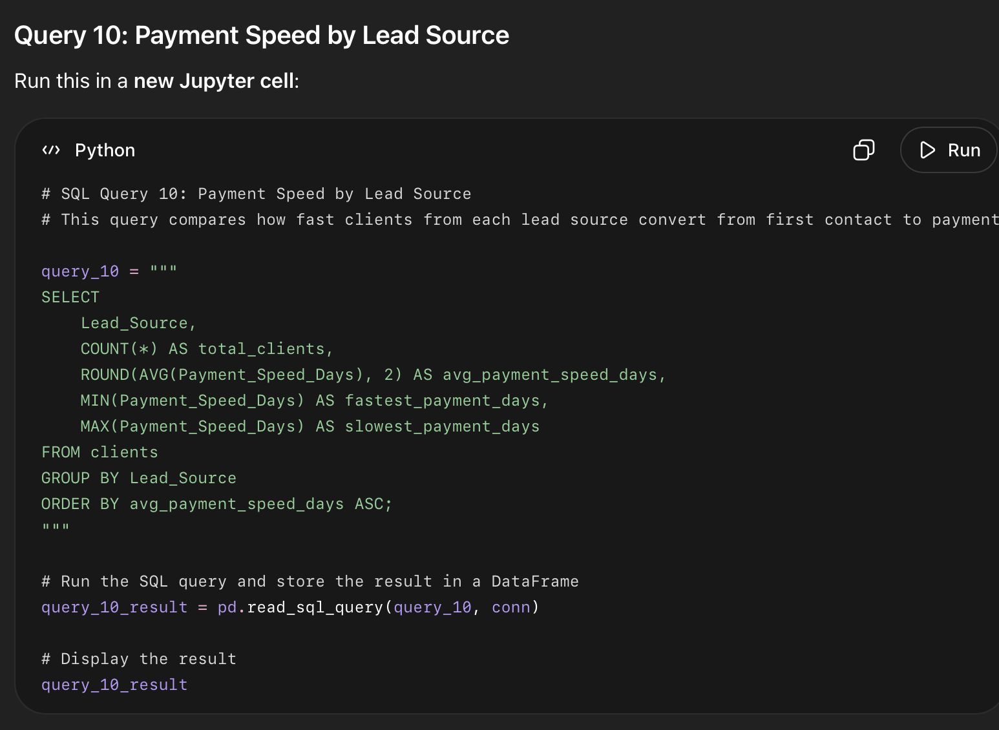 Query 10: Payment Speed by Lead Source
Run this in a new Jupyter cell:
Python
Run
# SQL Query 10: Payment Speed by Lead Source
# This query compares how fast clients from each lead source convert from first contact to payment
query_10 = """
SELECT
    Lead_Source,
    COUNT(*) AS total_clients,
    ROUND(AVG(Payment_Speed_Days), 2) AS avg_payment_speed_days,
    MIN(Payment_Speed_Days) AS fastest_payment_days,
    MAX(Payment_Speed_Days) AS slowest_payment_days
FROM clients
GROUP BY Lead_Source
ORDER BY avg_payment_speed_days ASC;
"""
# Run the SQL query and store the result in a DataFrame
query_10_result = pd.read_sql_query(query_10, conn)
# Display the result
query_10_result